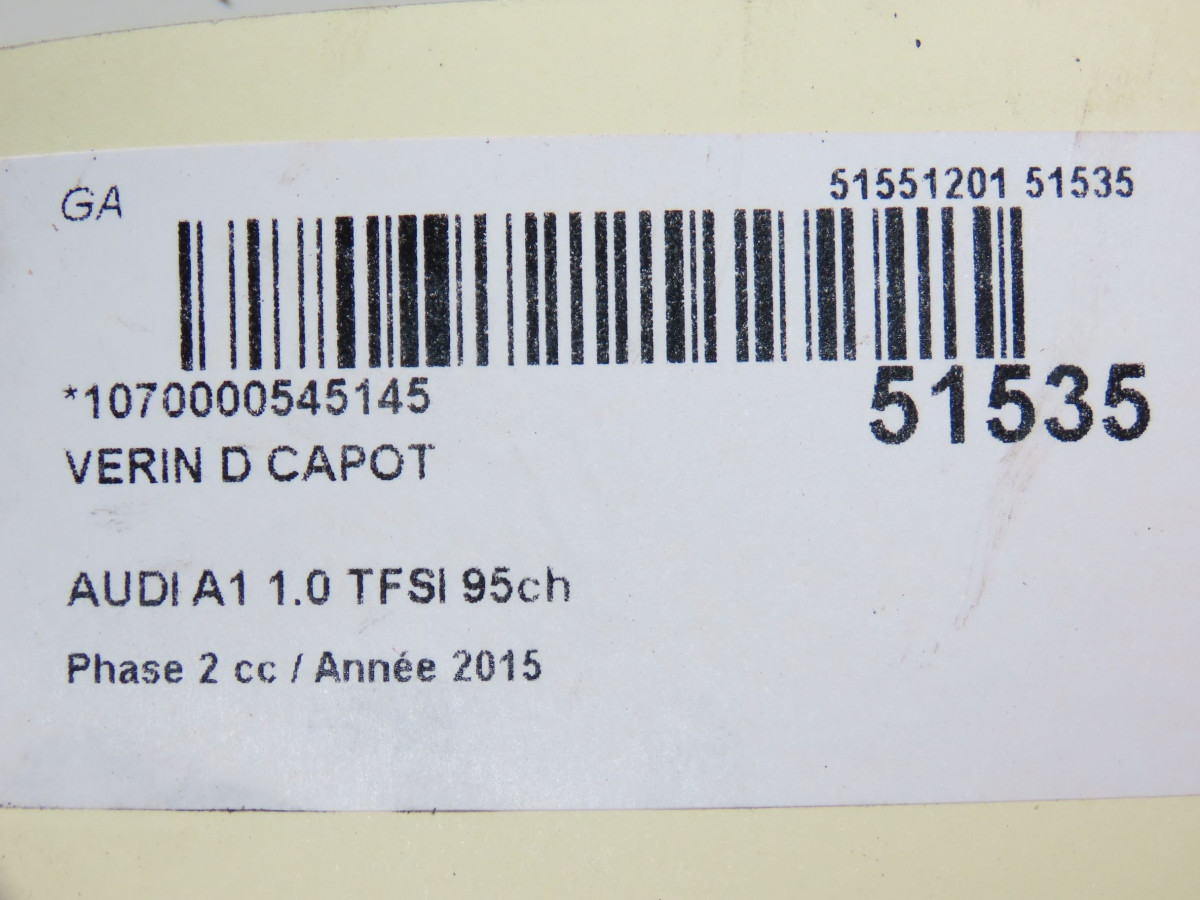 GA
51551201 51535
*1070000545145
51535
VERIN D CAPOT
AUDI A1 1.0 TFSI 95ch
Phase 2 cc / Année 2015